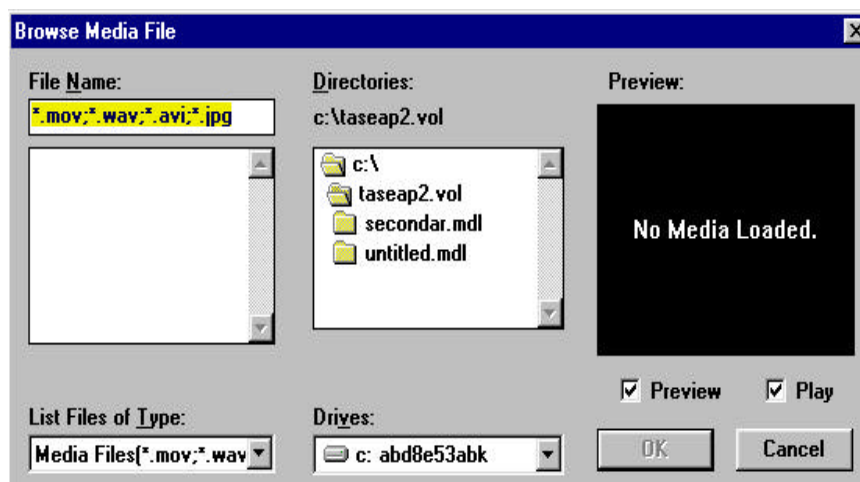 Browse Media File
File Name:
*.mov;*.wav;*.avi;*.jpg
Directories:
c:\taseap2.vol
c:\
taseap2.vol
secondar.mdl
untitled.mdl
Preview:
No Media Loaded.
Preview
Play
List Files of Type:
Media Files(*.mov;*.wav
Drives:
c: abd8e53abk
OK
Cancel